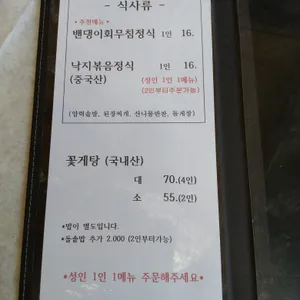 - 식사류 -
*추천메뉴*
밴댕이회무침정식 1인 16.
낙지볶음정식 1인 16.
(중국산) (성인 1인 1메뉴)
(2인부터주문가능)
(압력솥밥, 된장찌개, 산나물반찬, 돌게장)
꽃게탕 (국내산)
대 70.(4인)
소 55.(2인)
*밥이 별도입니다.
*돌솥밥 추가 2.000 (2인부터가능)
*성인 1인 1메뉴 주문해주세요*